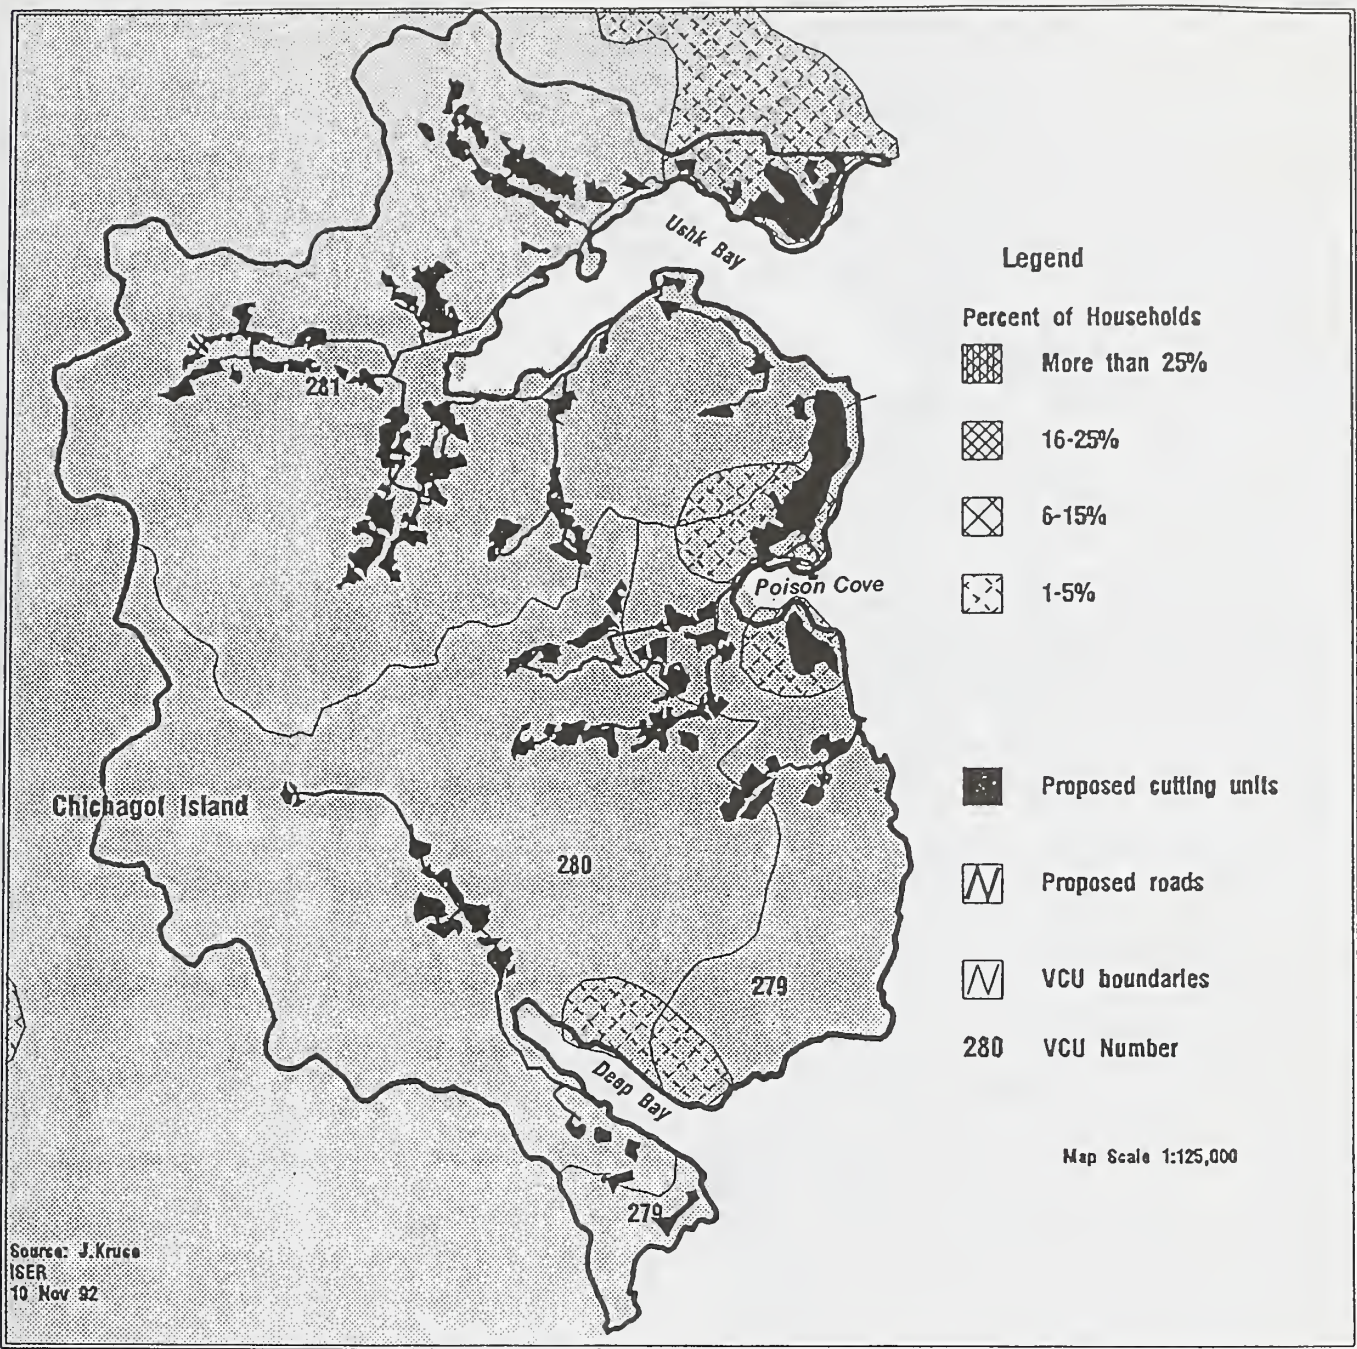 Ushk Bay
281
Poison Cove
Chichagof Island
280
279
Deep Bay
279
Source: J.Kruse
ISER
10 Nov 92
Legend
Percent of Households
More than 25%
16-25%
6-15%
1-5%
Proposed cutting units
Proposed roads
VCU boundaries
280 VCU Number
Map Scale 1:125,000